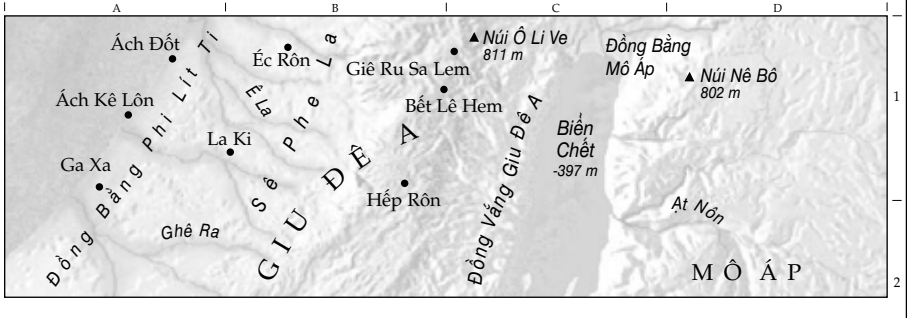 A B C D
Ách Đốt
Éc Rôn
Núi Ô Li Ve
811 m
Giê Ru Sa Lem
Đồng Bằng
Mô Áp
Núi Nê Bô
802 m
Ách Kê Lôn
Ê La
Bết Lê Hem
1
La Ki
Sê Phe La
Biển
Chết
-397 m
Ga Xa
Đồng Bằng Phi Lít Ti
GIU ĐÊ A
Hếp Rôn
Đồng Vắng Giu Đê A
Ạt Nôn
Ghê Ra
MÔ ÁP
2